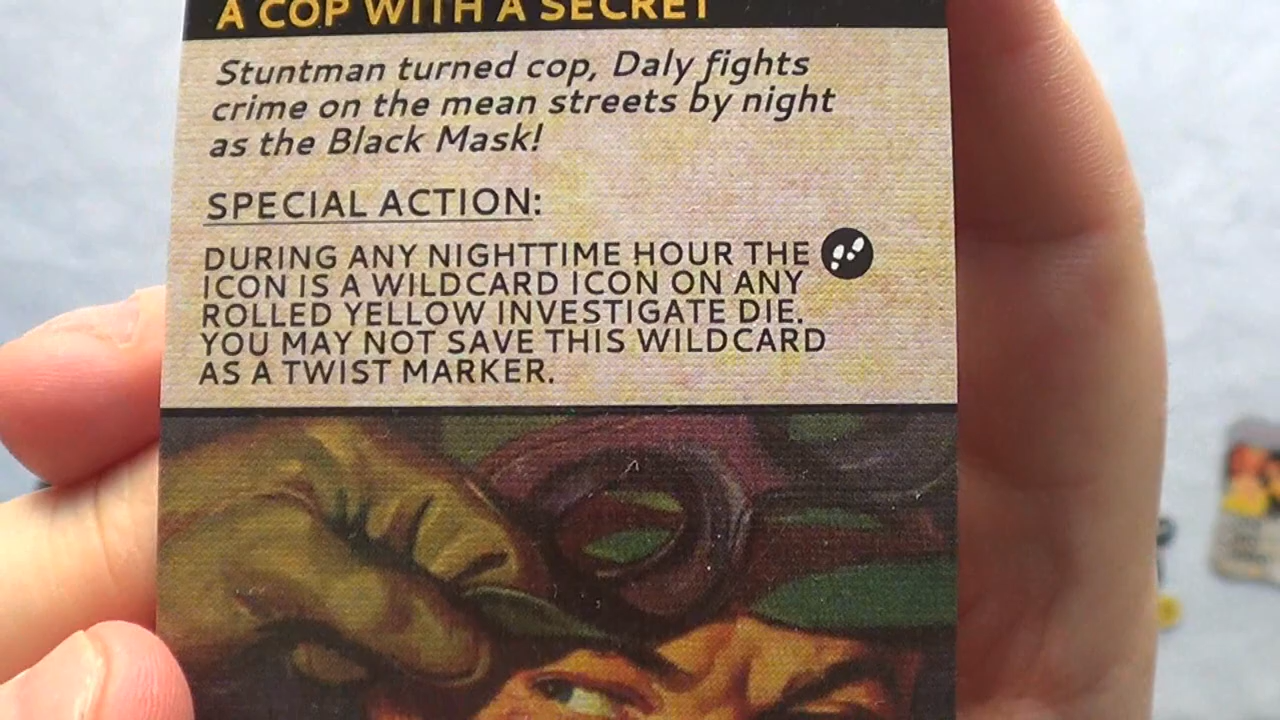 A COP WITH A SECRET
Stuntman turned cop, Daly fights
crime on the mean streets by night
as the Black Mask!
SPECIAL ACTION:
DURING ANY NIGHTTIME HOUR THE
ICON IS A WILDCARD ICON ON ANY
ROLLED YELLOW INVESTIGATE DIE.
YOU MAY NOT SAVE THIS WILDCARD
AS A TWIST MARKER.